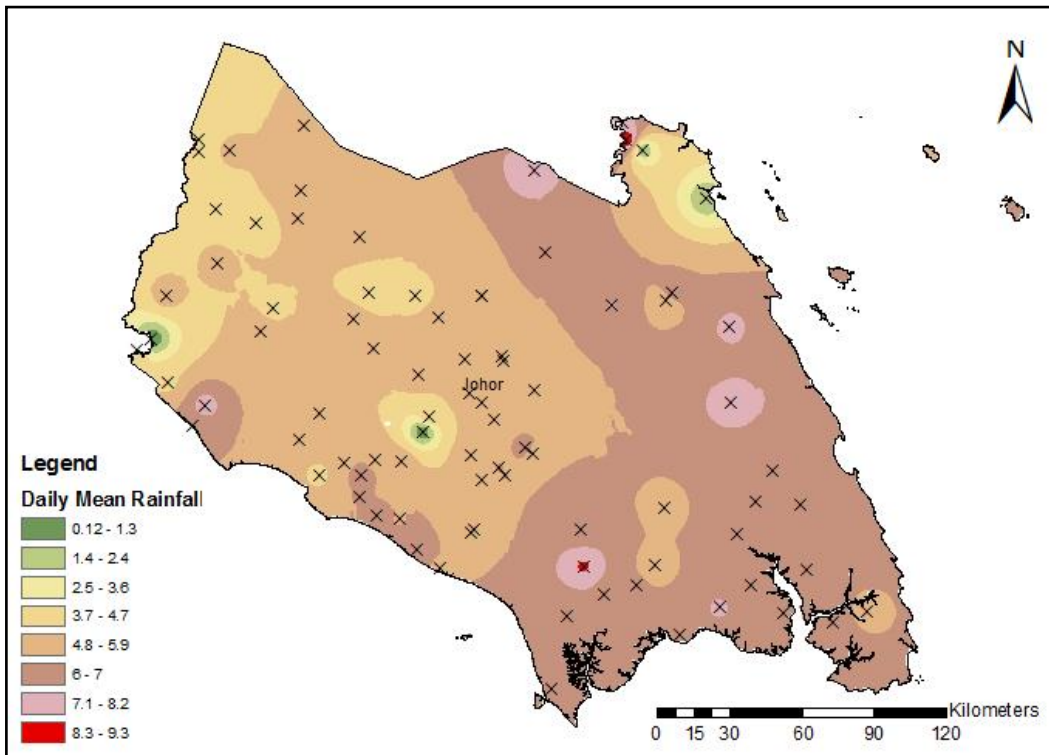 N
Johor
Legend
Daily Mean Rainfall
0.12 - 1.3
1.4 - 2.4
2.5 - 3.6
3.7 - 4.7
4.8 - 5.9
6 - 7
7.1 - 8.2
8.3 - 9.3
Kilometers
0 15 30 60 90 120